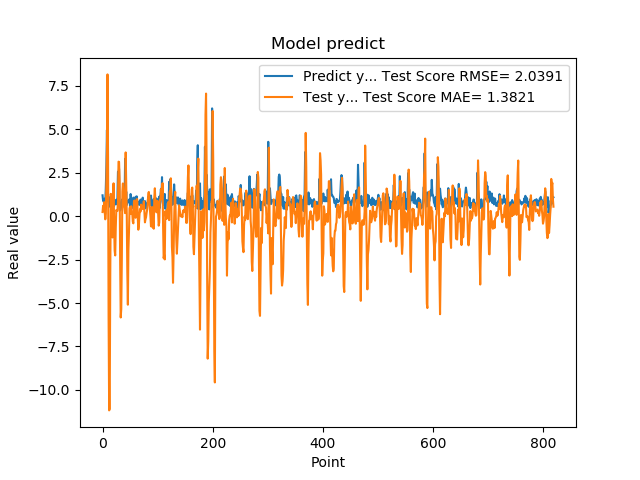 Model predict
Predict y... Test Score RMSE= 2.0391
Test y... Test Score MAE= 1.3821
7.5
5.0
2.5
0.0
−2.5
−5.0
−7.5
−10.0
Real value
0 200 400 600 800
Point